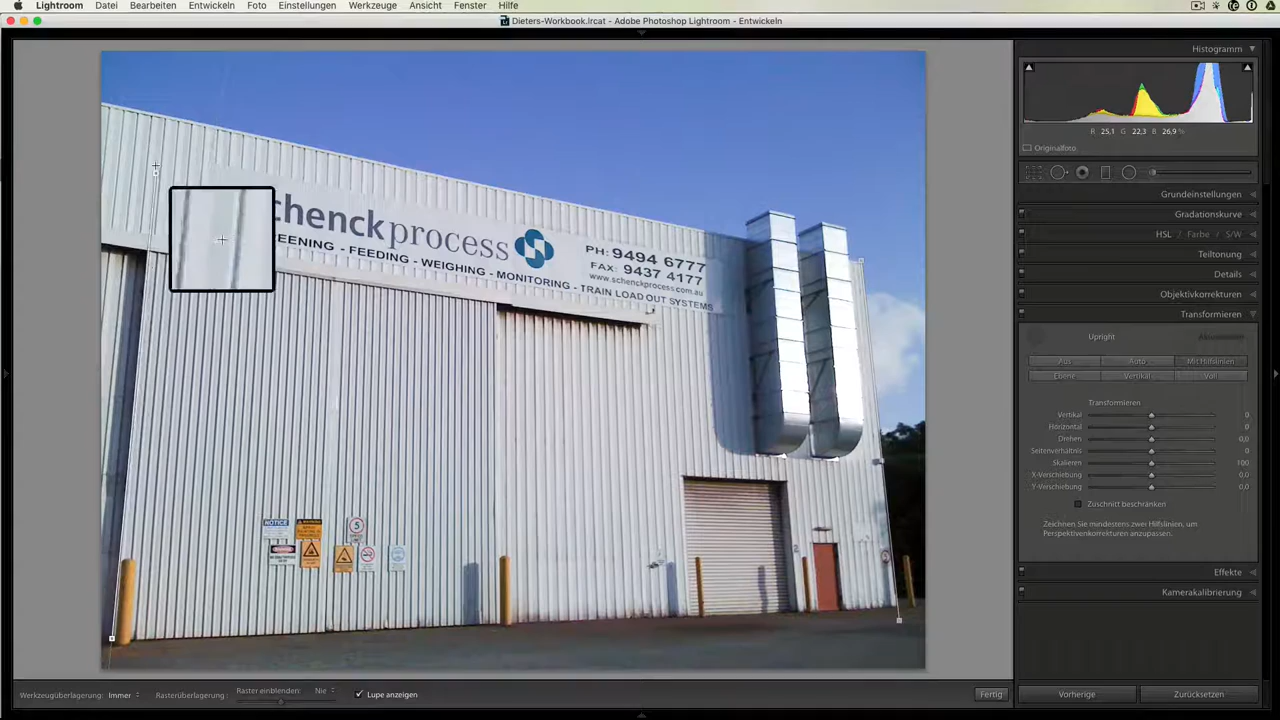 Lightroom Datei Bearbeiten Entwickeln Foto Einstellungen Werkzeuge Ansicht Fenster Hilfe
Dieters-Workbook.lrcat - Adobe Photoshop Lightroom - Entwickeln
Histogramm
R 25,1 G 22,3 B 26,9 %
Originalfoto
Grundeinstellungen
Gradationskurve
HSL / Farbe / S/W
Teiltonung
Details
Objektivkorrekturen
Transformieren
Upright
Aus Auto Mit Hilfslinien
Ebene Vertikal Voll
Transformieren
Vertikal 0
Horizontal 0
Drehen 0,0
Seitenverhältnis 0
Skalieren 100
X-Verschiebung 0,0
Y-Verschiebung 0,0
Zuschnitt beschränken
Zeichnen Sie mindestens zwei Hilfslinien, um
Perspektivkorrekturen anzupassen.
Effekte
Kamerakalibrierung
chenckprocess
EENING - FEEDING - WEIGHING - MONITORING - TRAIN LOAD OUT SYSTEMS
PH: 9494 6777
FAX: 9437 4177
www.schenckprocess.com.au
NOTICE
5
2
Werkzeugüberlagerung: Immer Rasterüberlagerung: Raster einblenden: Nie Lupe anzeigen Fertig
Vorherige Zurücksetzen